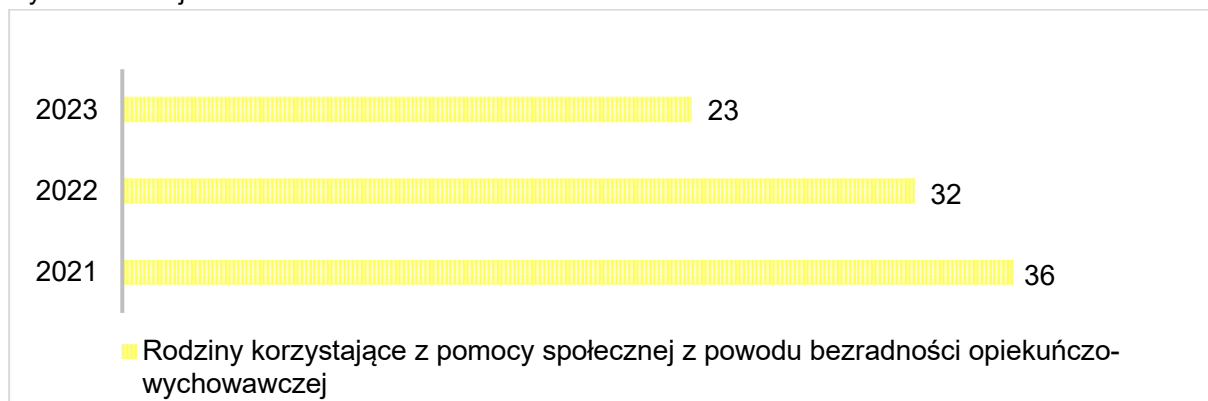 2023 23
2022 32
2021 36
Rodziny korzystające z pomocy społecznej z powodu bezradności opiekuńczo-
wychowawczej